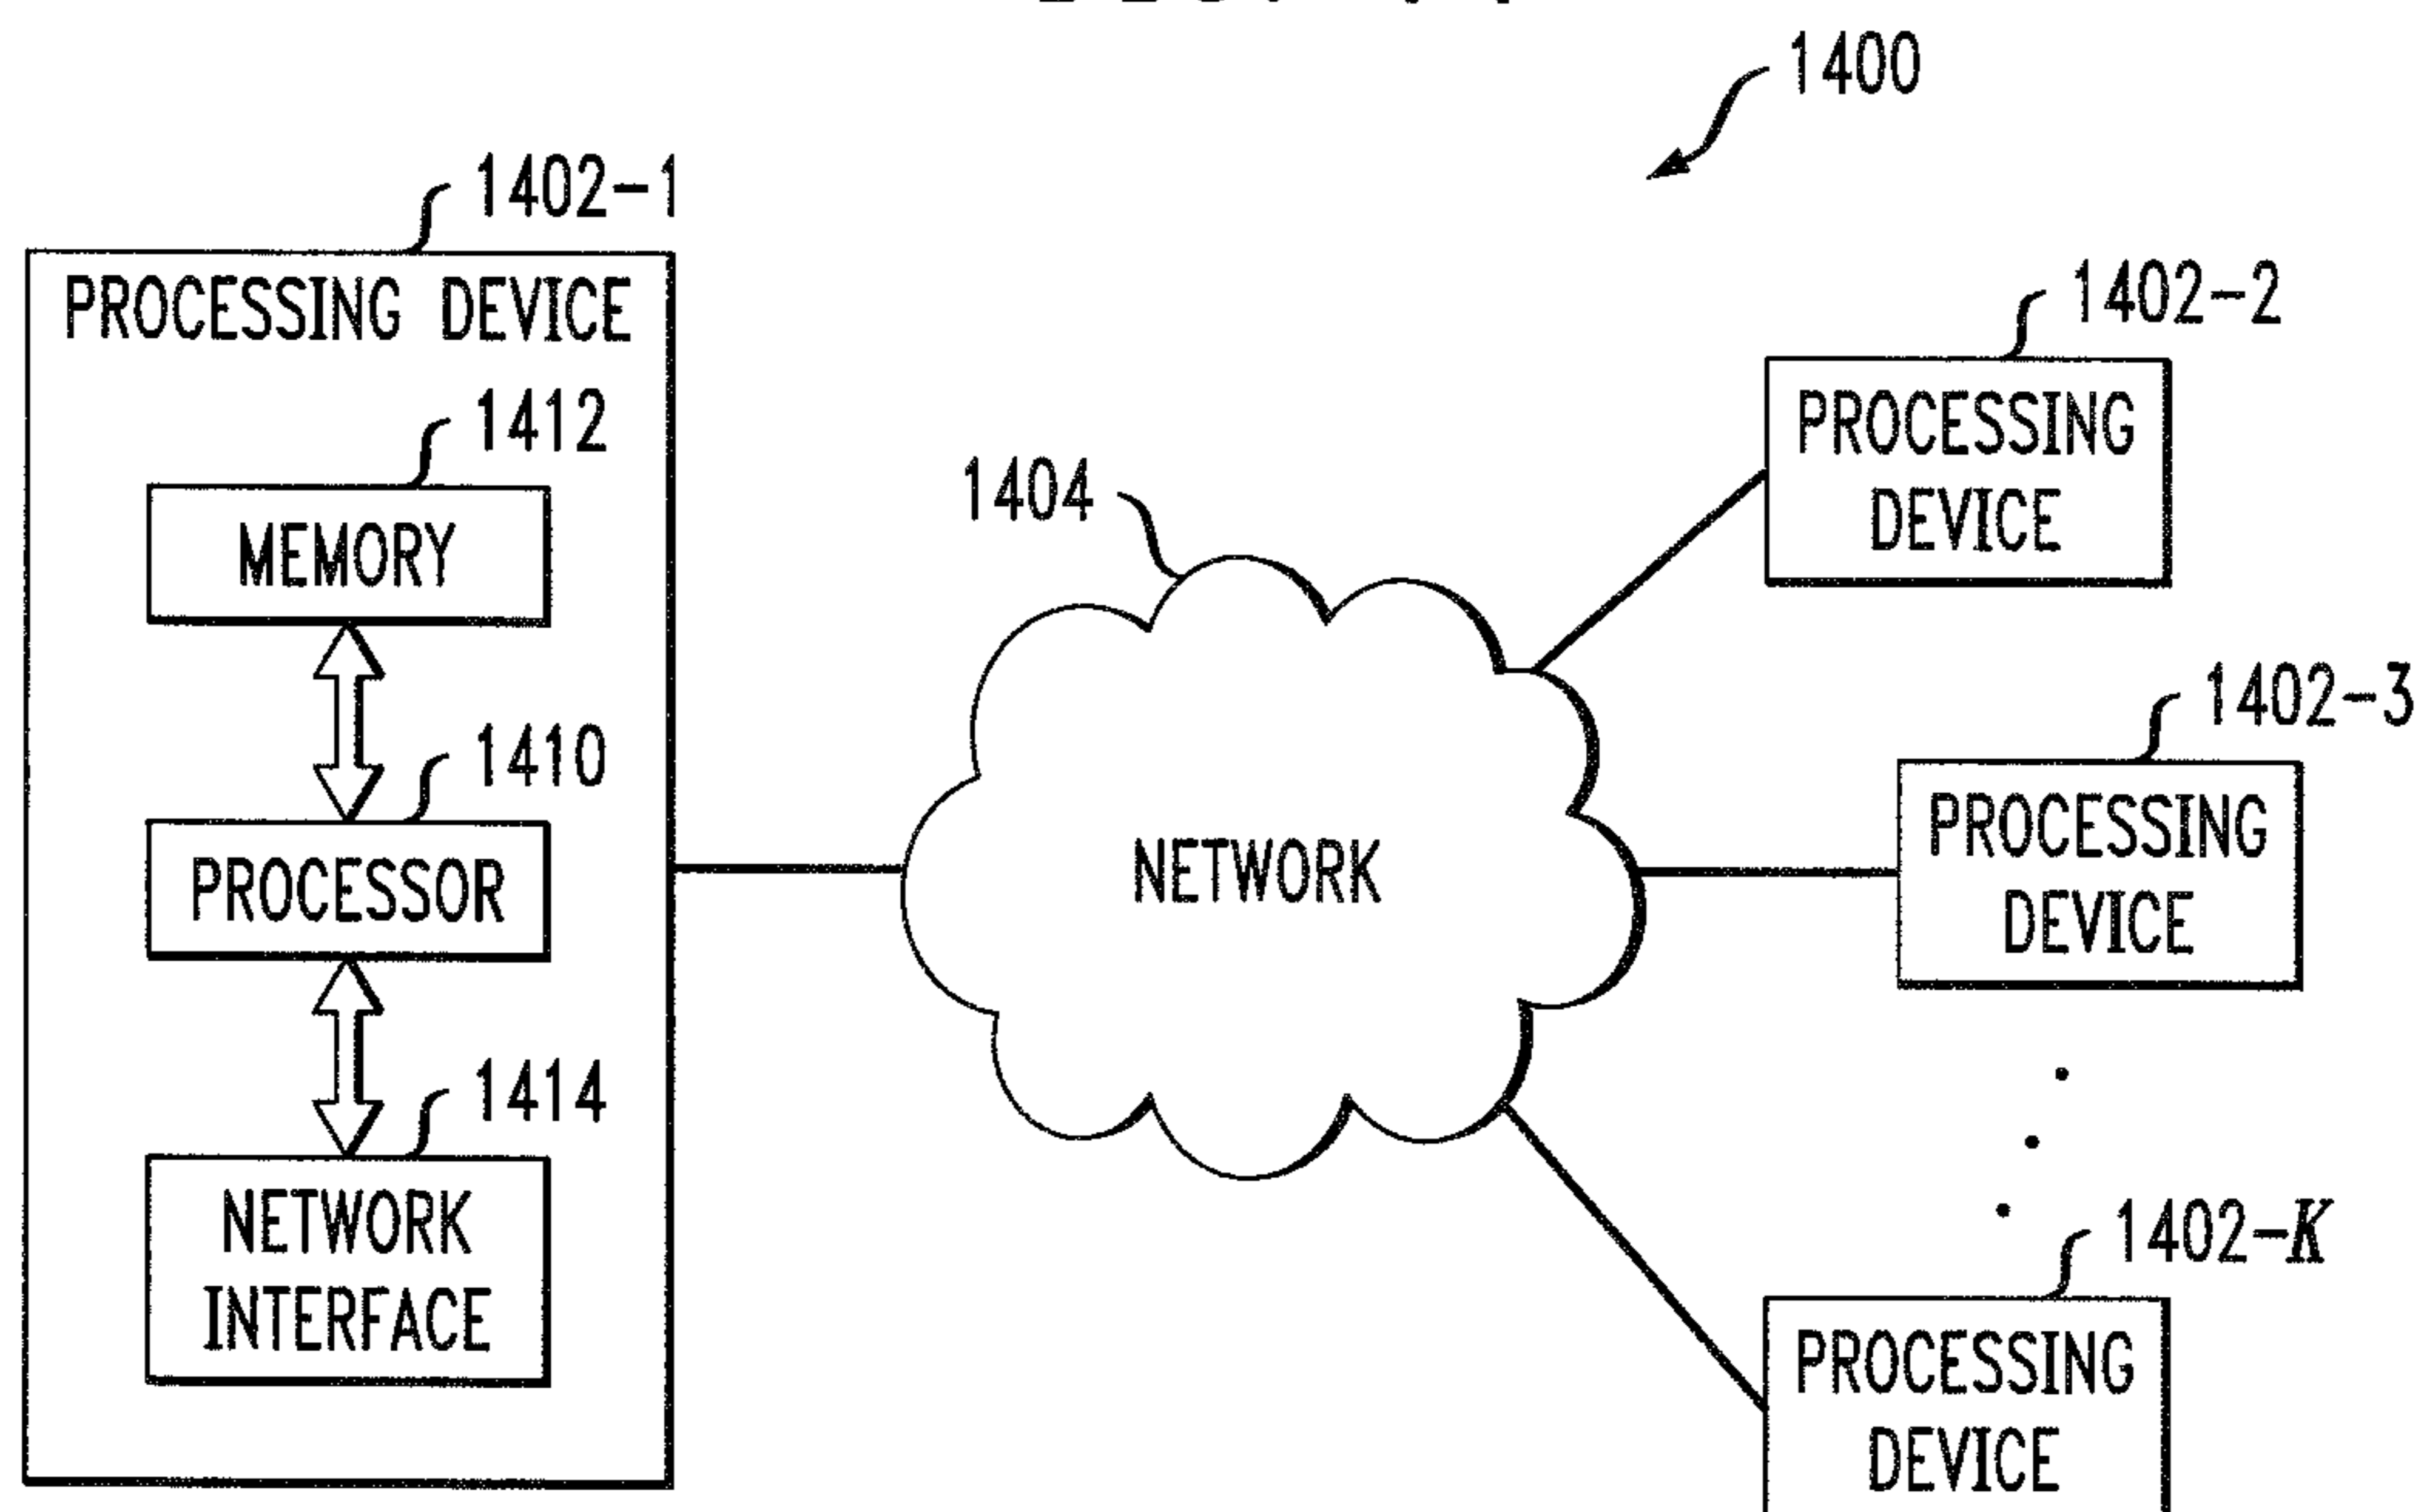 1400
1402-1
PROCESSING DEVICE
1412
MEMORY
1410
PROCESSOR
1414
NETWORK
INTERFACE
1404
NETWORK
1402-2
PROCESSING
DEVICE
1402-3
PROCESSING
DEVICE
1402-K
PROCESSING
DEVICE